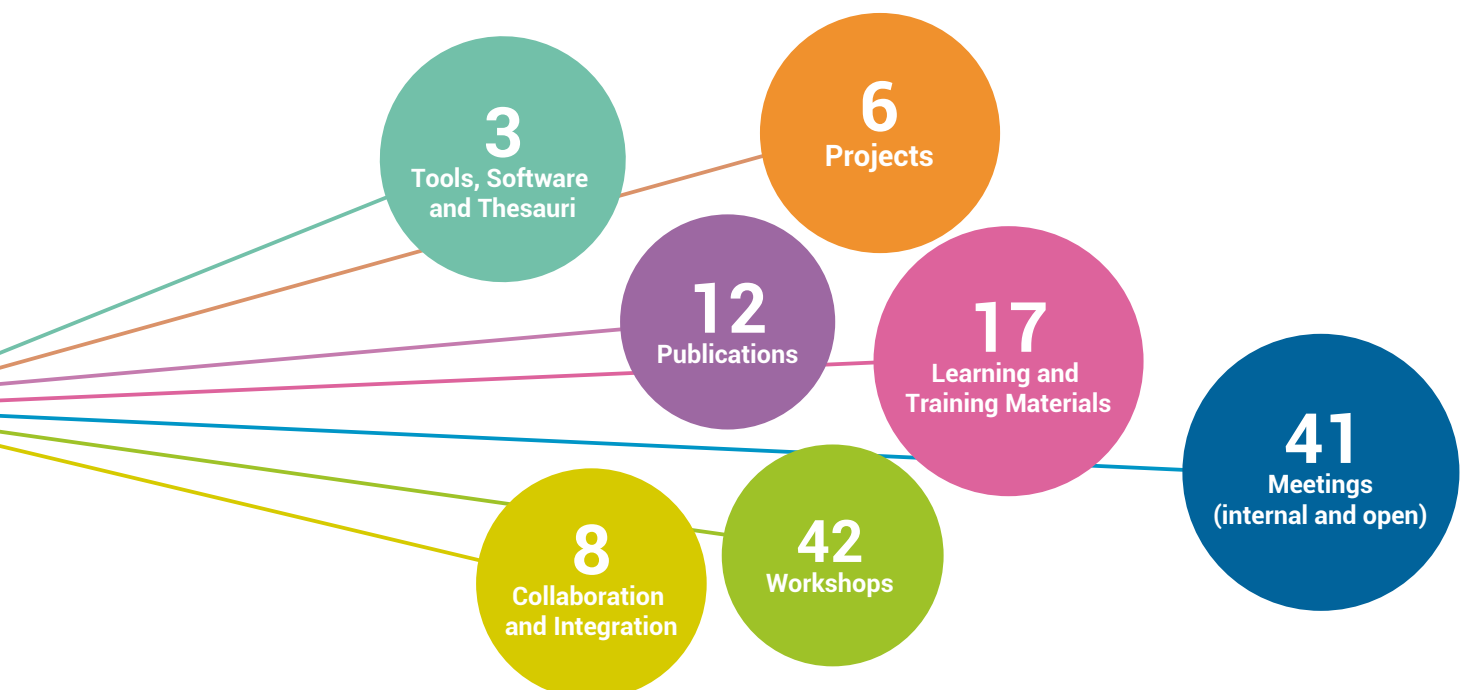 3
Tools, Software
and Thesauri
6
Projects
12
Publications
17
Learning and
Training Materials
41
Meetings
(internal and open)
8
Collaboration
and Integration
42
Workshops